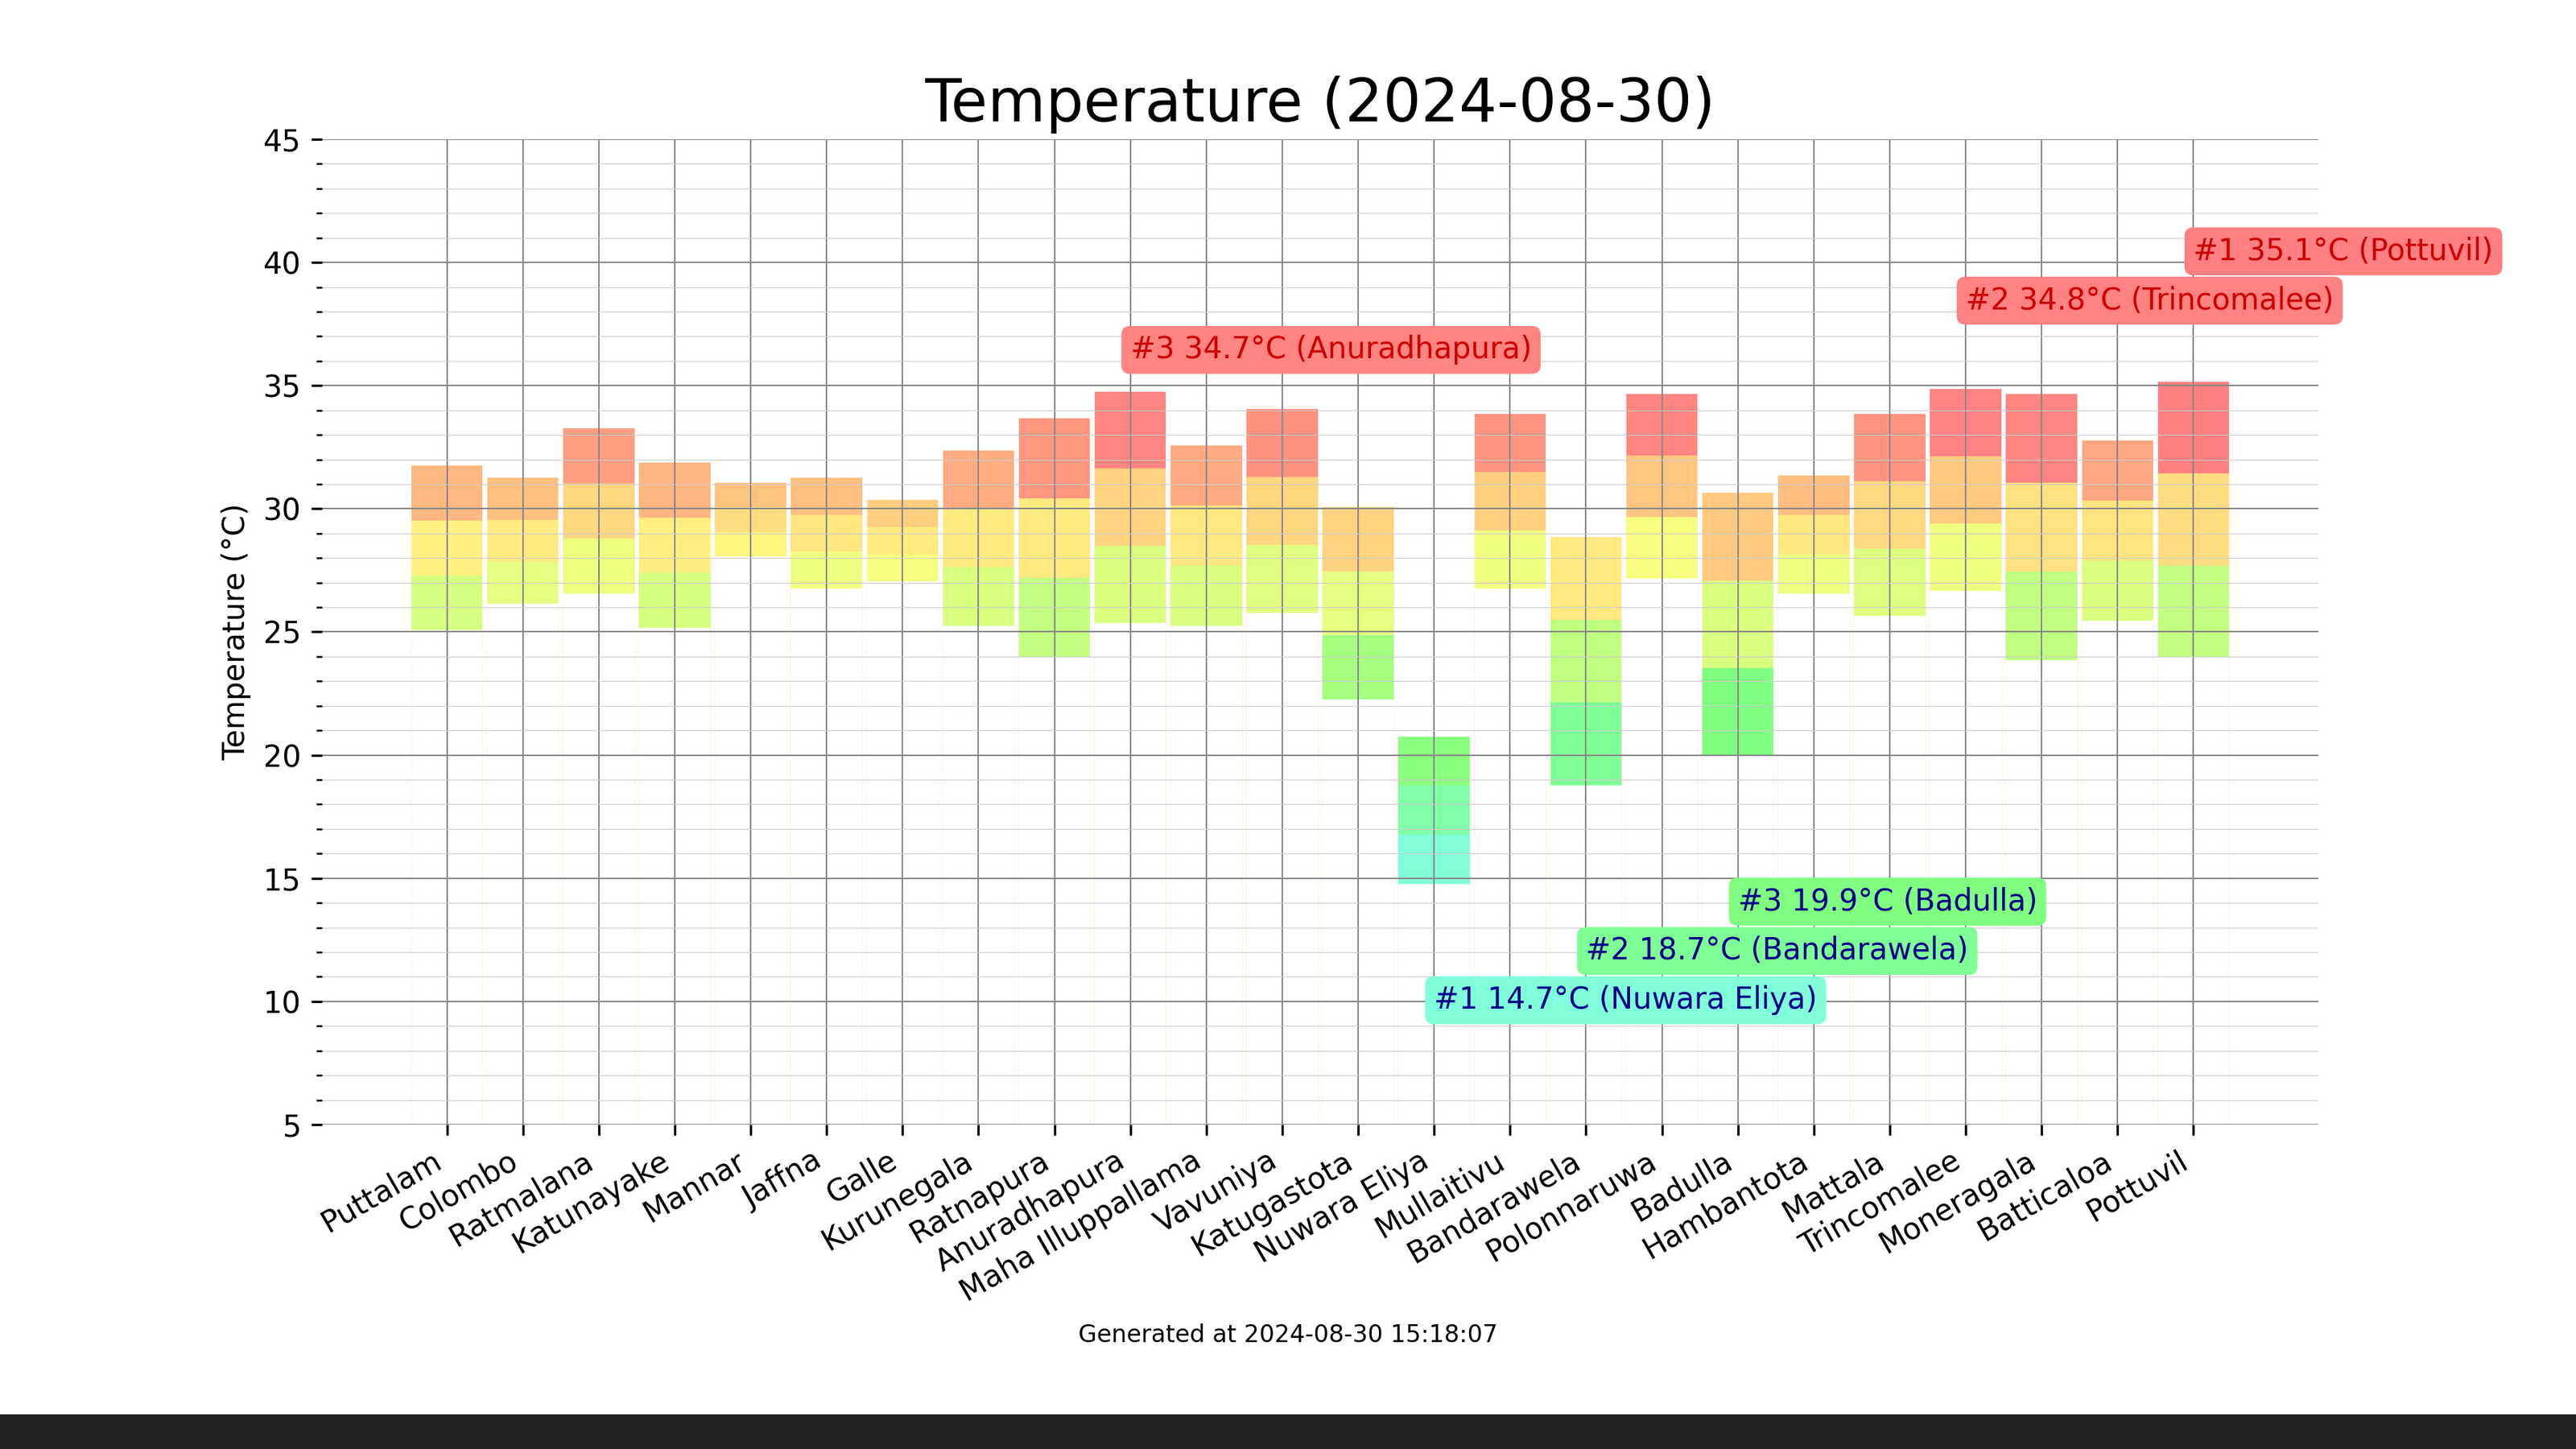 Temperature (2024-08-30)
45
40
35
30
25
20
15
10
5
Temperature (°C)
#1 35.1°C (Pottuvil)
#2 34.8°C (Trincomalee)
#3 34.7°C (Anuradhapura)
#3 19.9°C (Badulla)
#2 18.7°C (Bandarawela)
#1 14.7°C (Nuwara Eliya)
Puttalam
Colombo
Ratmalana
Katunayake
Mannar
Jaffna
Galle
Kurunegala
Ratnapura
Anuradhapura
Maha Illuppallama
Vavuniya
Katugastota
Nuwara Eliya
Mullaitivu
Bandarawela
Polonnaruwa
Badulla
Hambantota
Mattala
Trincomalee
Moneragala
Batticaloa
Pottuvil
Generated at 2024-08-30 15:18:07